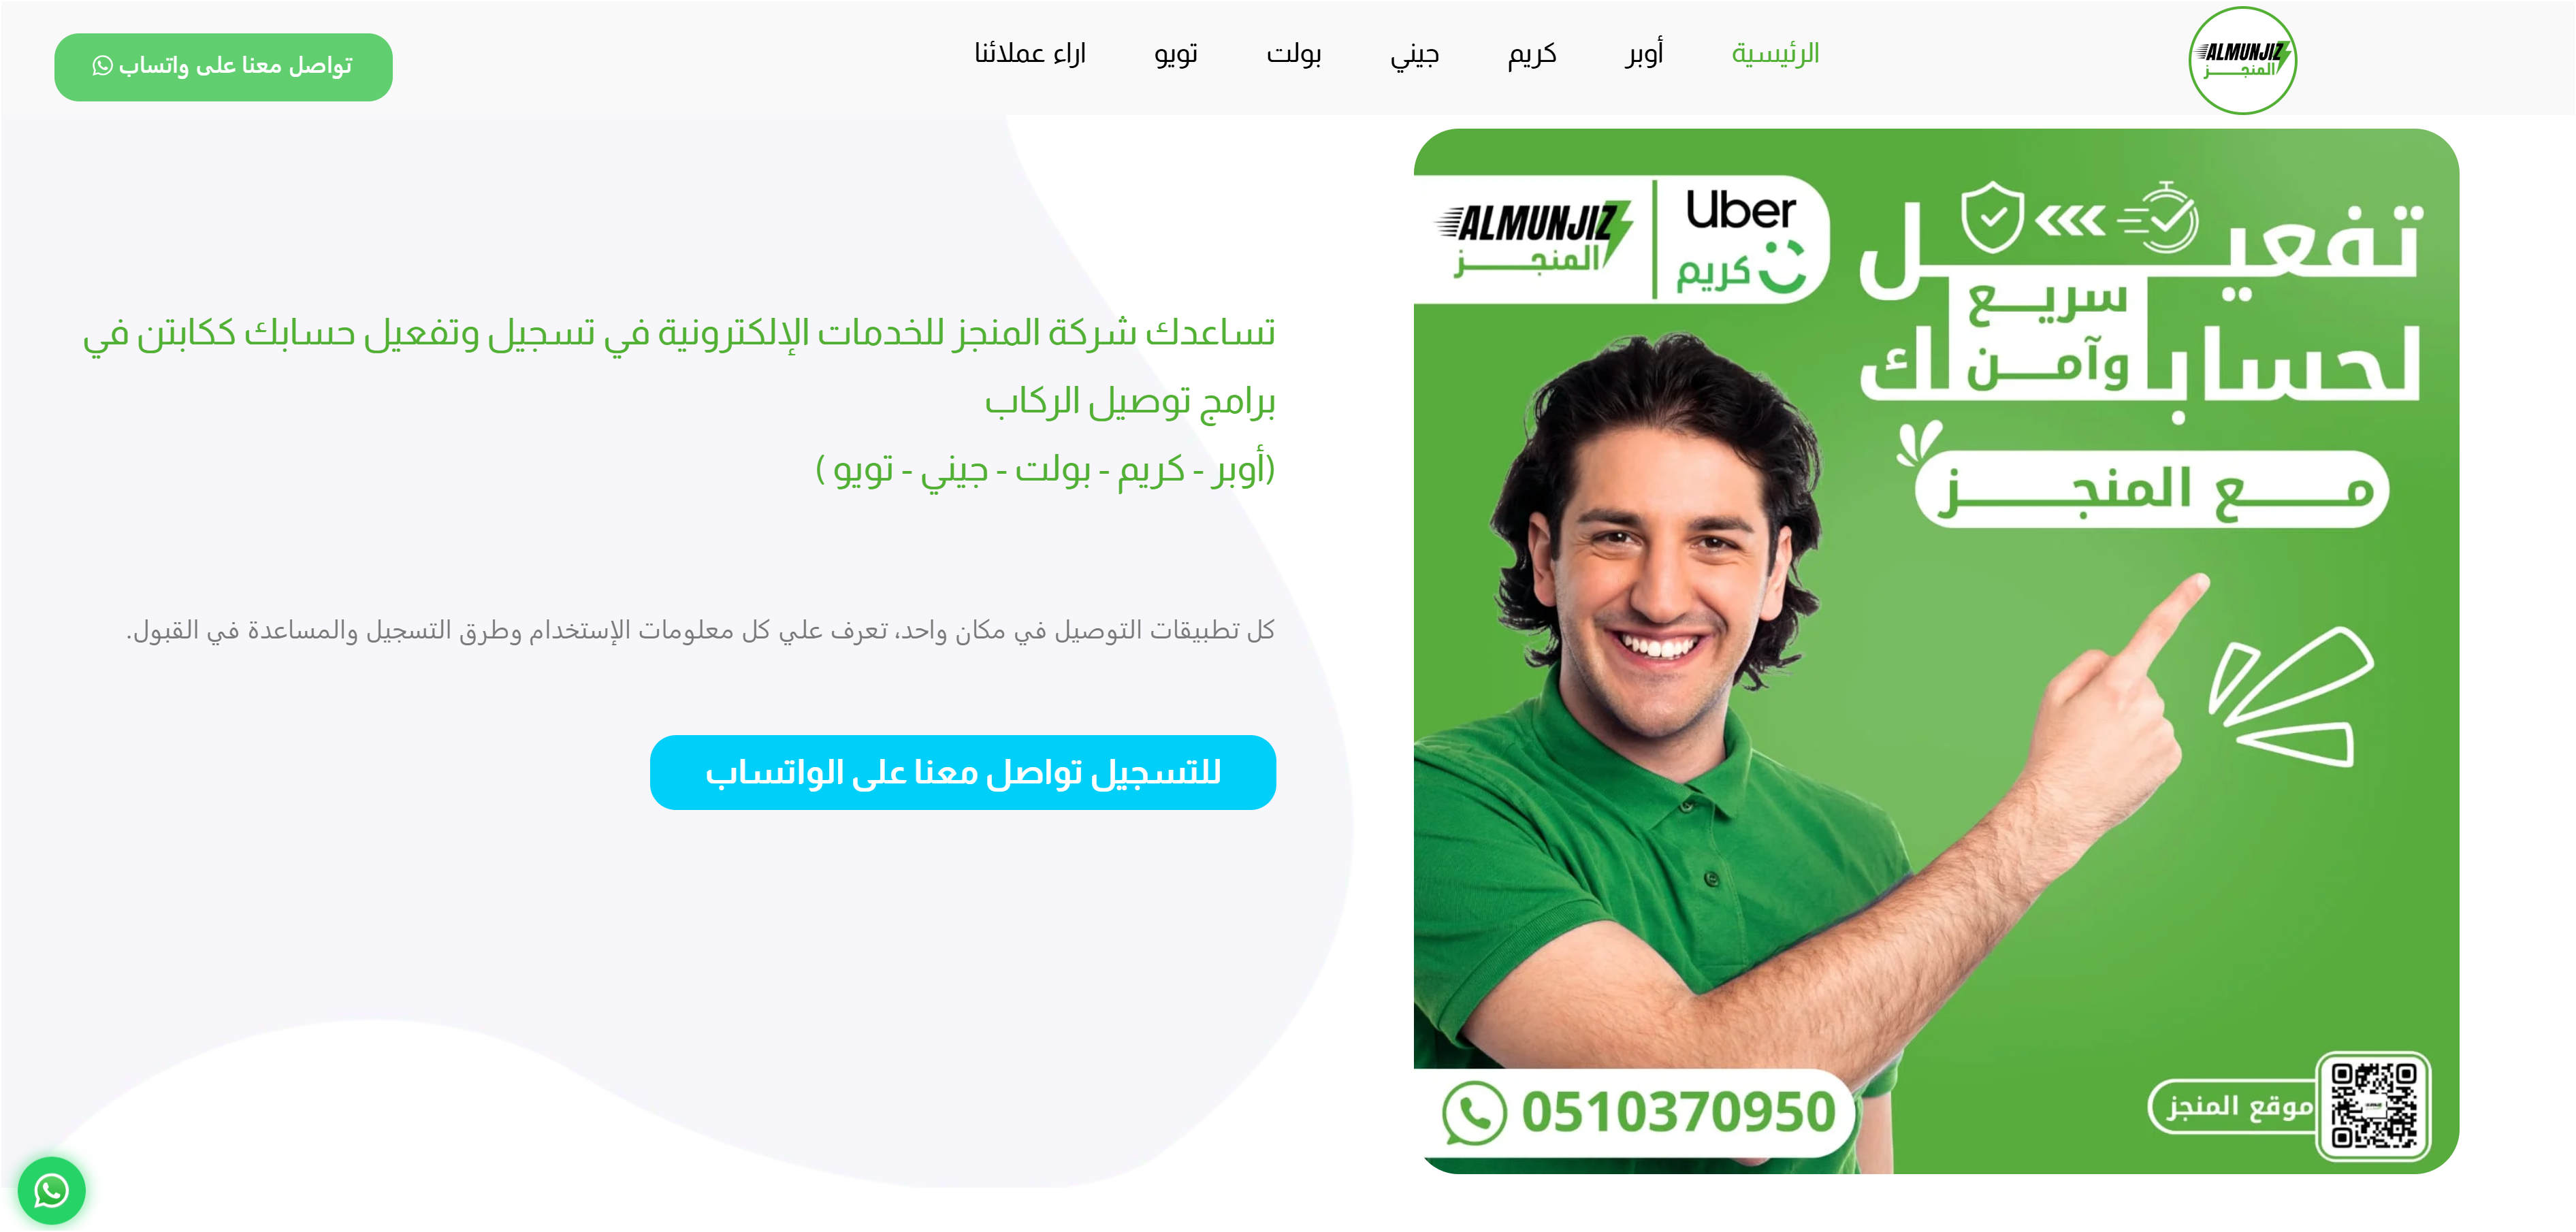 ALMUNJIZ
المنجز
الرئيسية
أوبر
كريم
جيني
بولت
تويو
اراء عملائنا
تواصل معنا على واتساب
تفعيل
سريع
وآمن
لحسابك
مع المنجز
ALMUNJIZ
المنجز
Uber
كريم
0510370950
موقع المنجز
تساعدك شركة المنجز للخدمات الإلكترونية في تسجيل وتفعيل حسابك ككابتن في
برامج توصيل الركاب
(أوبر - كريم - بولت - جيني - تويو )
كل تطبيقات التوصيل في مكان واحد، تعرف علي كل معلومات الإستخدام وطرق التسجيل والمساعدة في القبول.
للتسجيل تواصل معنا على الواتساب